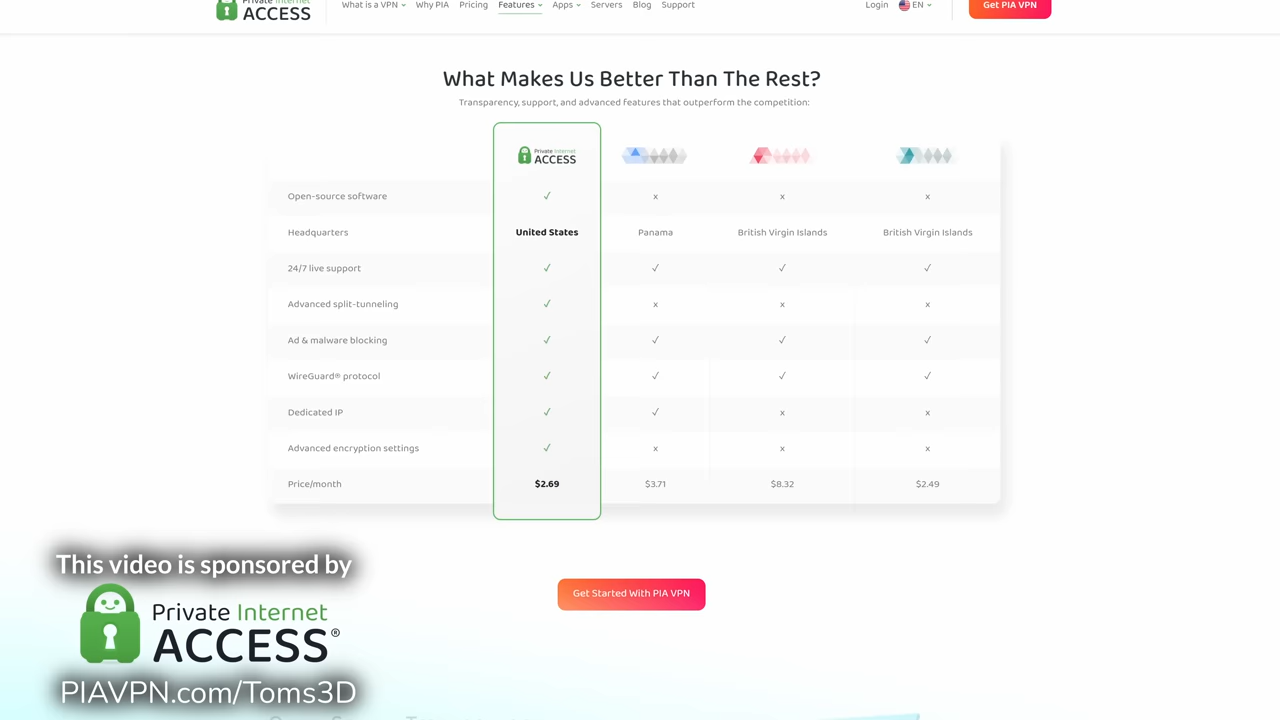 Private Internet
ACCESS
What is a VPN
Why PIA
Pricing
Features
Apps
Servers
Blog
Support
Login
EN
Get PIA VPN
What Makes Us Better Than The Rest?
Transparency, support, and advanced features that outperform the competition:
Private Internet
ACCESS
Open-source software ✓ x x x
Headquarters United States Panama British Virgin Islands British Virgin Islands
24/7 live support ✓ ✓ ✓ ✓
Advanced split-tunneling ✓ x x x
Ad & malware blocking ✓ ✓ ✓ ✓
WireGuard® protocol ✓ ✓ ✓ ✓
Dedicated IP ✓ ✓ x x
Advanced encryption settings ✓ x x x
Price/month $2.69 $3.71 $8.32 $2.49
Get Started With PIA VPN
This video is sponsored by
Private Internet
ACCESS®
PIAVPN.com/Toms3D